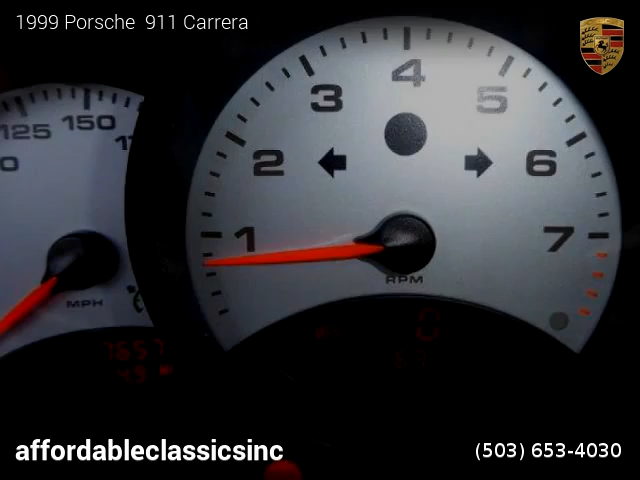 1999 Porsche 911 Carrera
125
150
1
2
3
4
5
6
7
MPH
RPM
affordableclassicsinc
(503) 653-4030